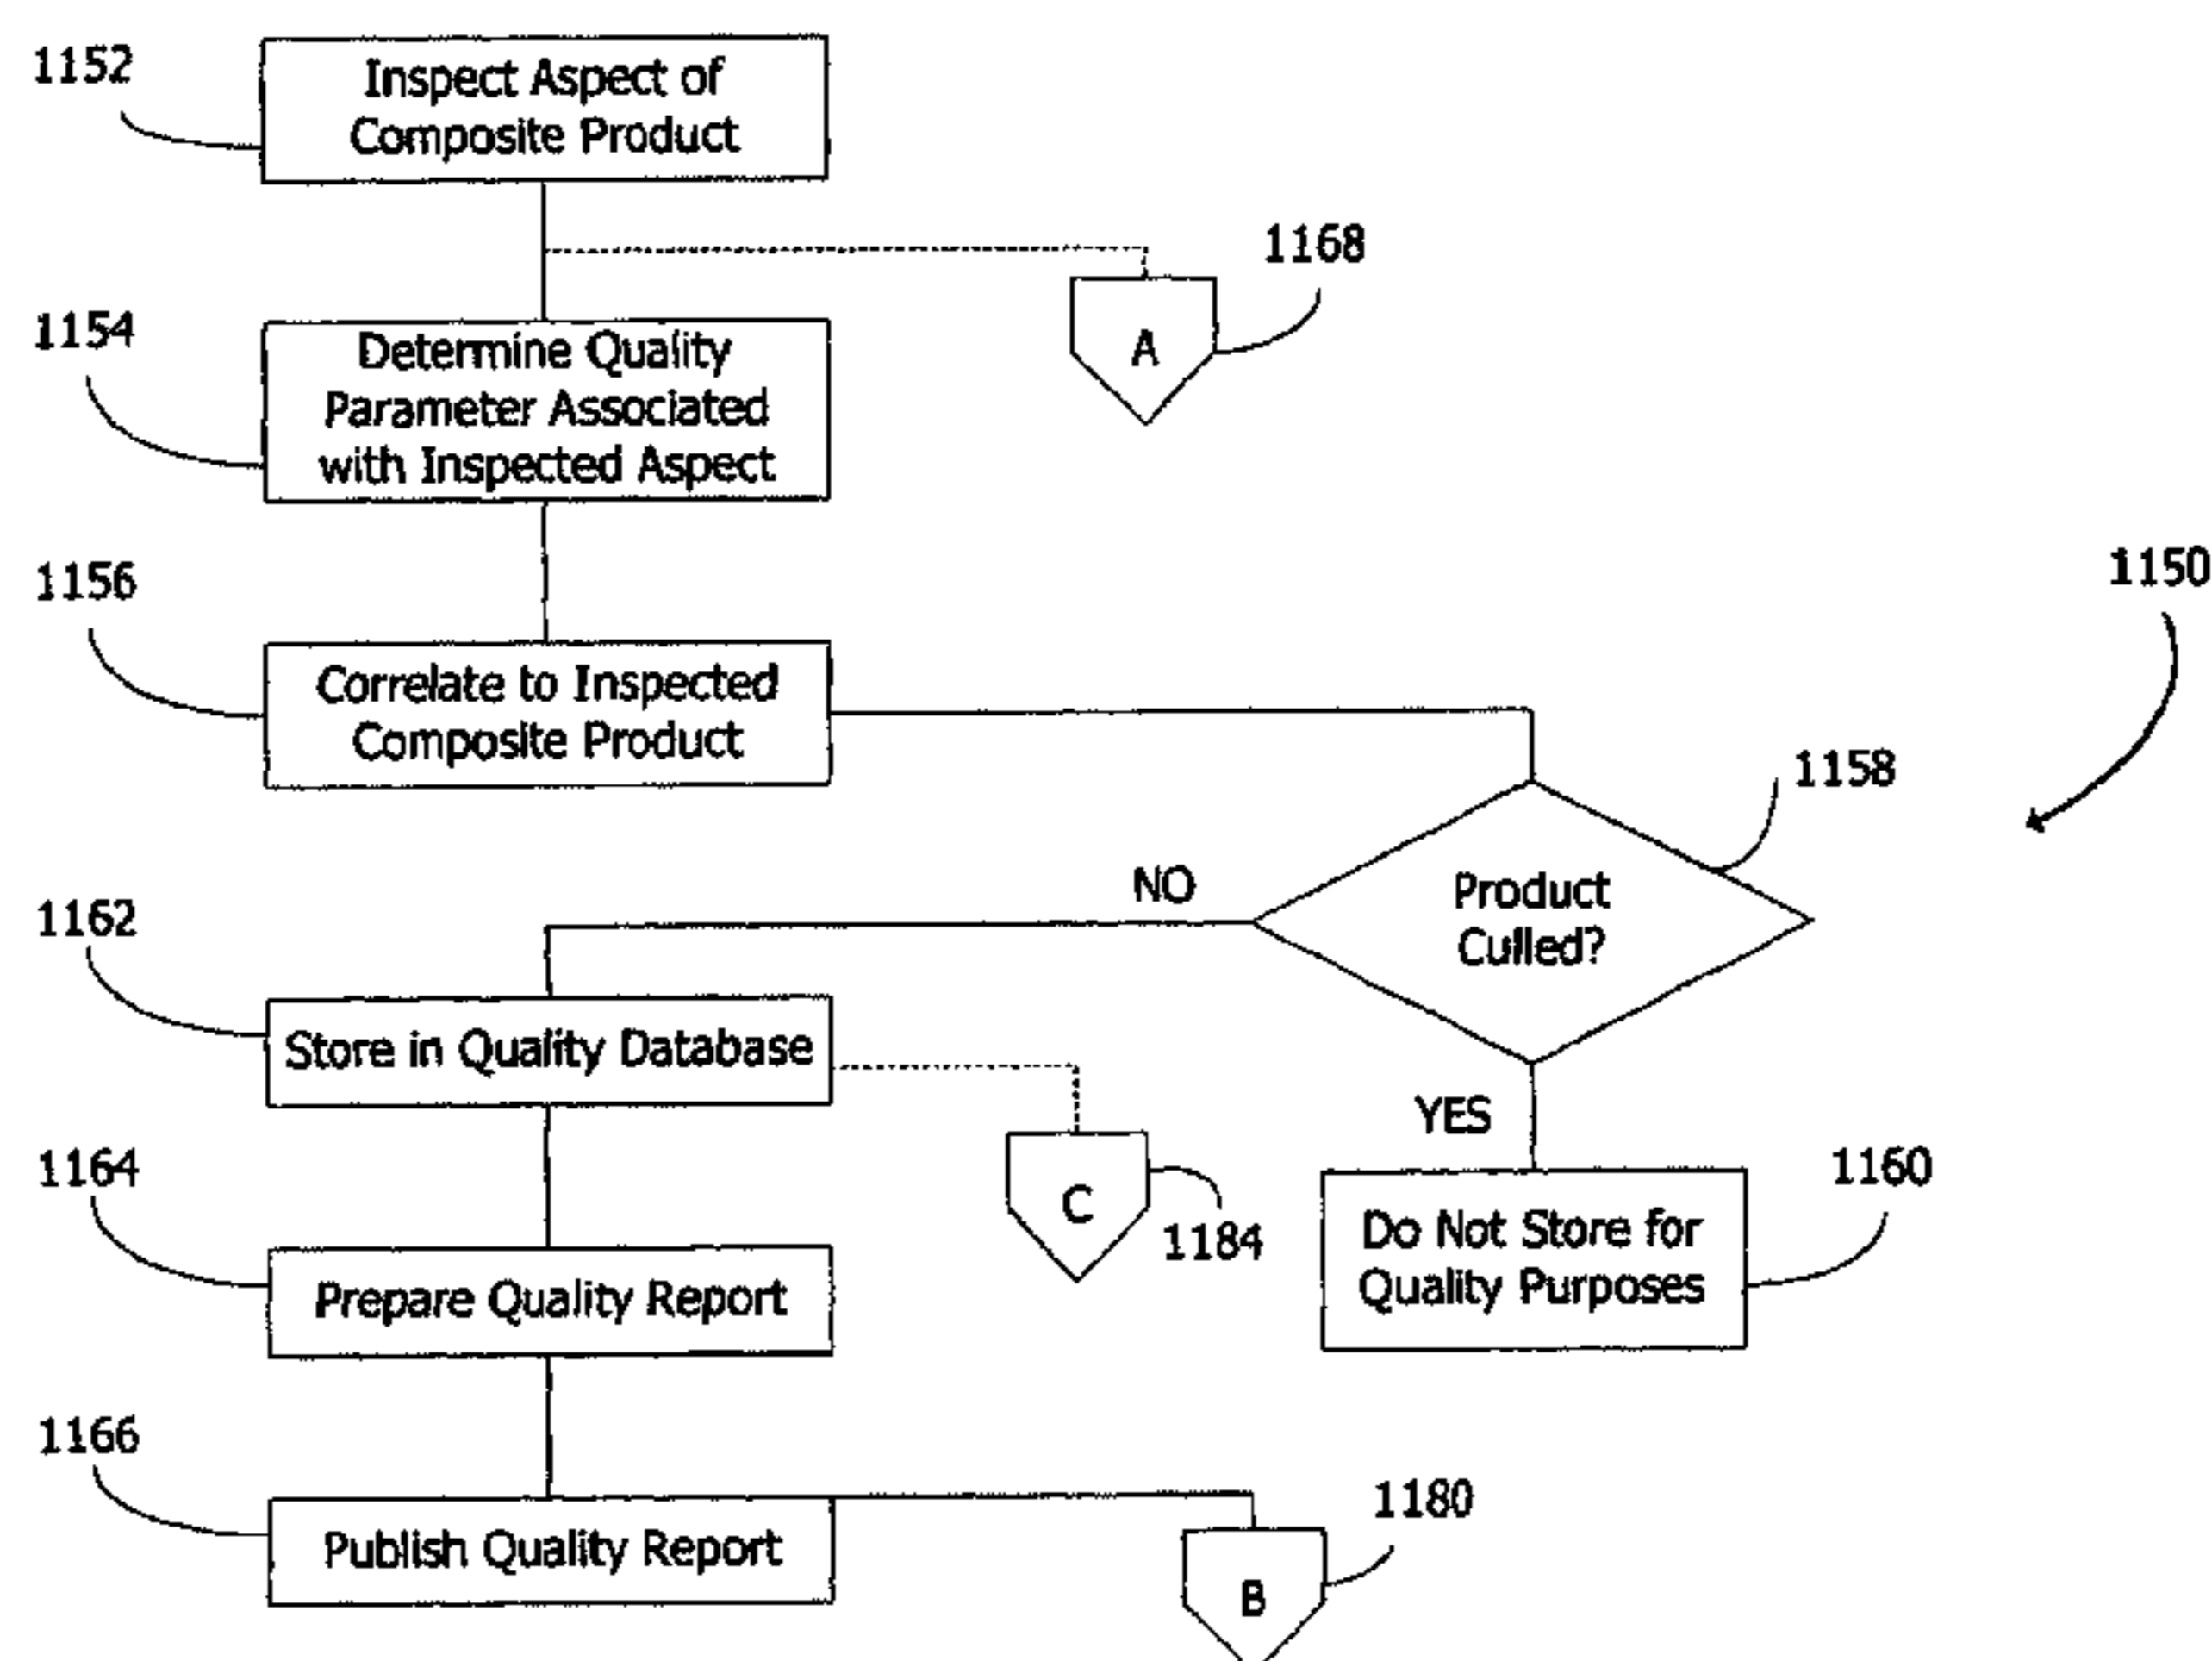 1152
Inspect Aspect of
Composite Product
1168
A
1154
Determine Quality
Parameter Associated
with Inspected Aspect
1156
Correlate to Inspected
Composite Product
1150
1158
Product
Culled?
NO
YES
1162
Store in Quality Database
C
1184
1160
Do Not Store for
Quality Purposes
1164
Prepare Quality Report
1166
Publish Quality Report
1180
B